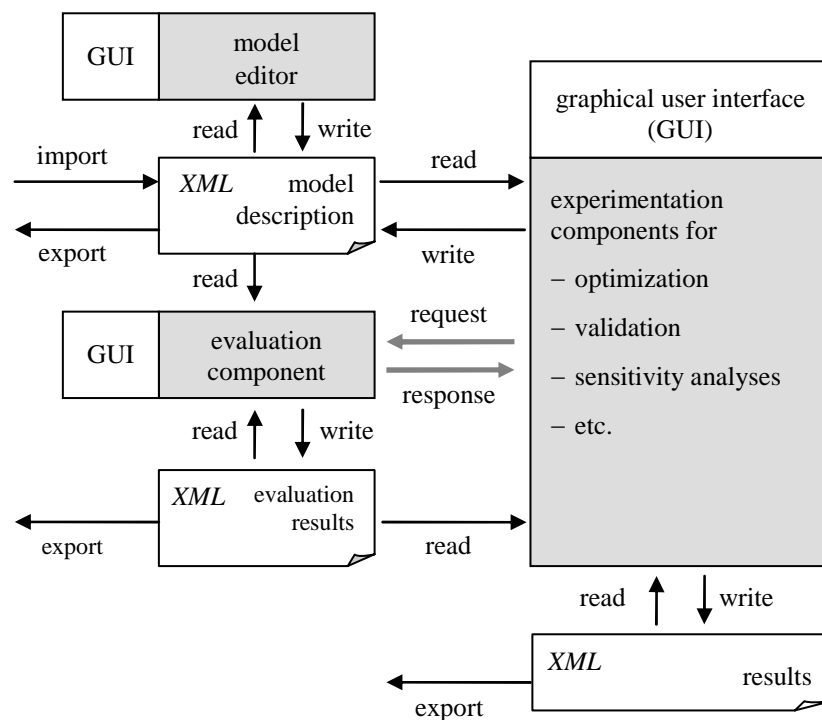 GUI
model
editor
read
write
graphical user interface
(GUI)
import
XML
model
description
read
export
write
read
experimentation
components for
– optimization
– validation
– sensitivity analyses
– etc.
GUI
evaluation
component
request
response
read
write
XML
evaluation
results
export
read
read
write
XML
results
export